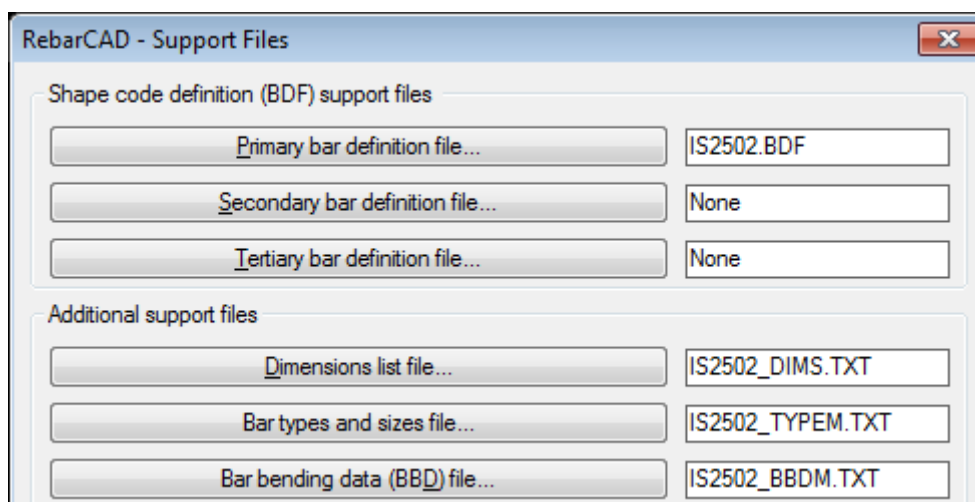 RebarCAD - Support Files
Shape code definition (BDF) support files
Primary bar definition file... IS2502.BDF
Secondary bar definition file... None
Tertiary bar definition file... None
Additional support files
Dimensions list file... IS2502_DIMS.TXT
Bar types and sizes file... IS2502_TYPEM.TXT
Bar bending data (BBD) file... IS2502_BBDM.TXT